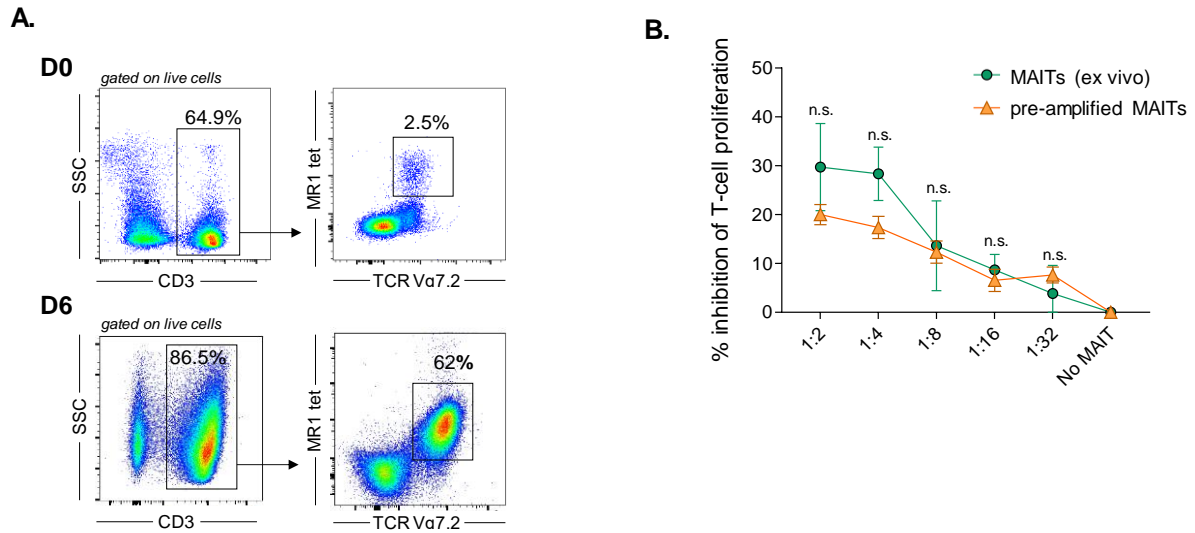 A.
D0
gated on live cells
64.9%
SSC
CD3
2.5%
MR1 tet
TCR Vα7.2
D6
gated on live cells
86.5%
SSC
CD3
62%
MR1 tet
TCR Vα7.2
B.
MAITs (ex vivo)
pre-amplified MAITs
% inhibition of T-cell proliferation
50
40
30
20
10
0
n.s.
n.s.
n.s.
n.s.
n.s.
1:2
1:4
1:8
1:16
1:32
No MAIT